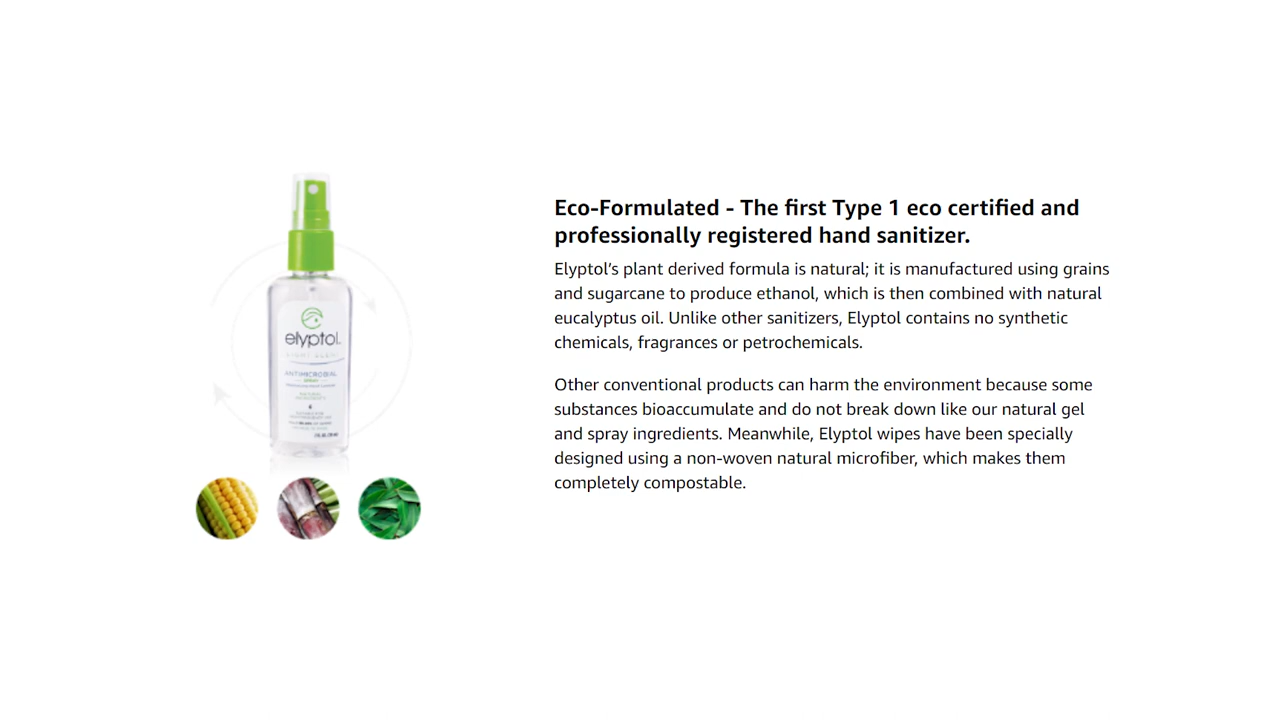 elyptol.
LIGHT SCENT
ANTIMICROBIAL
SPRAY
Eco-Formulated - The first Type 1 eco certified and
professionally registered hand sanitizer.
Elyptol's plant derived formula is natural; it is manufactured using grains
and sugarcane to produce ethanol, which is then combined with natural
eucalyptus oil. Unlike other sanitizers, Elyptol contains no synthetic
chemicals, fragrances or petrochemicals.
Other conventional products can harm the environment because some
substances bioaccumulate and do not break down like our natural gel
and spray ingredients. Meanwhile, Elyptol wipes have been specially
designed using a non-woven natural microfiber, which makes them
completely compostable.